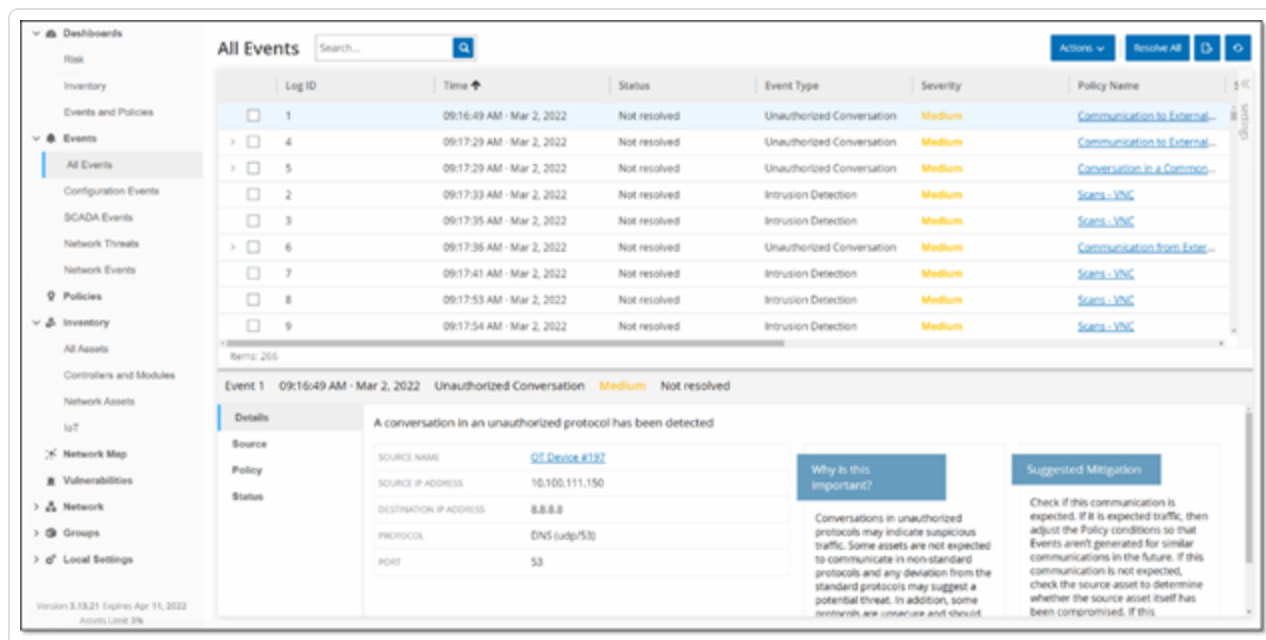 Dashboards
Risk
Inventory
Events and Policies
Events
All Events
Configuration Events
SCADA Events
Network Threats
Network Events
Policies
Inventory
All Assets
Controllers and Modules
Network Assets
IoT
Network Map
Vulnerabilities
Network
Groups
Local Settings
Version 3.13.21 Expires Apr 11, 2022
Assets Limit 3%
All Events Search... Actions Resolve All
Log ID Time Status Event Type Severity Policy Name
Settings
1 09:16:49 AM · Mar 2, 2022 Not resolved Unauthorized Conversation Medium Communication to External...
4 09:17:29 AM · Mar 2, 2022 Not resolved Unauthorized Conversation Medium Communication to External...
5 09:17:29 AM · Mar 2, 2022 Not resolved Unauthorized Conversation Medium Conversation in a Common...
2 09:17:33 AM · Mar 2, 2022 Not resolved Intrusion Detection Medium Scans - VNC
3 09:17:35 AM · Mar 2, 2022 Not resolved Intrusion Detection Medium Scans - VNC
6 09:17:36 AM · Mar 2, 2022 Not resolved Unauthorized Conversation Medium Communication from Exter...
7 09:17:41 AM · Mar 2, 2022 Not resolved Intrusion Detection Medium Scans - VNC
8 09:17:53 AM · Mar 2, 2022 Not resolved Intrusion Detection Medium Scans - VNC
9 09:17:54 AM · Mar 2, 2022 Not resolved Intrusion Detection Medium Scans - VNC
Items: 266
Event 1 09:16:49 AM · Mar 2, 2022 Unauthorized Conversation Medium Not resolved
Details
Source
Policy
Status
A conversation in an unauthorized protocol has been detected
SOURCE NAME OT Device #197
SOURCE IP ADDRESS 10.100.111.150
DESTINATION IP ADDRESS 8.8.8.8
PROTOCOL DNS (udp/53)
PORT 53
Why is this
important?
Conversations in unauthorized
protocols may indicate suspicious
traffic. Some assets are not expected
to communicate in non-standard
protocols and any deviation from the
standard protocols may suggest a
potential threat. In addition, some
protocols are unsecure and should
Suggested Mitigation
Check if this communication is
expected. If it is expected traffic, then
adjust the Policy conditions so that
Events aren't generated for similar
communications in the future. If this
communication is not expected,
check the source asset to determine
whether the source asset itself has
been compromised. If this